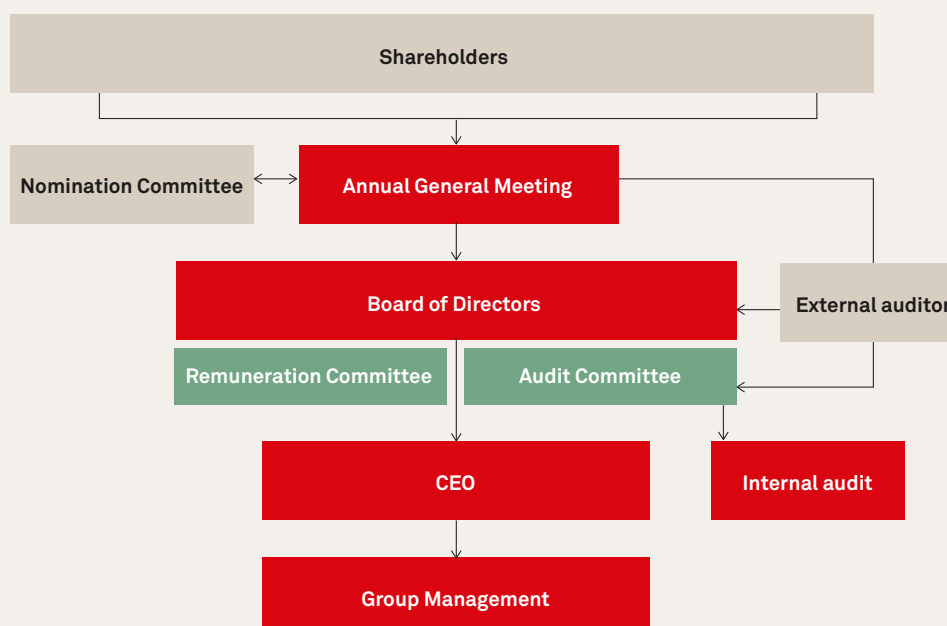 Shareholders
Nomination Committee
Annual General Meeting
Board of Directors
External auditor
Remuneration Committee
Audit Committee
CEO
Internal audit
Group Management